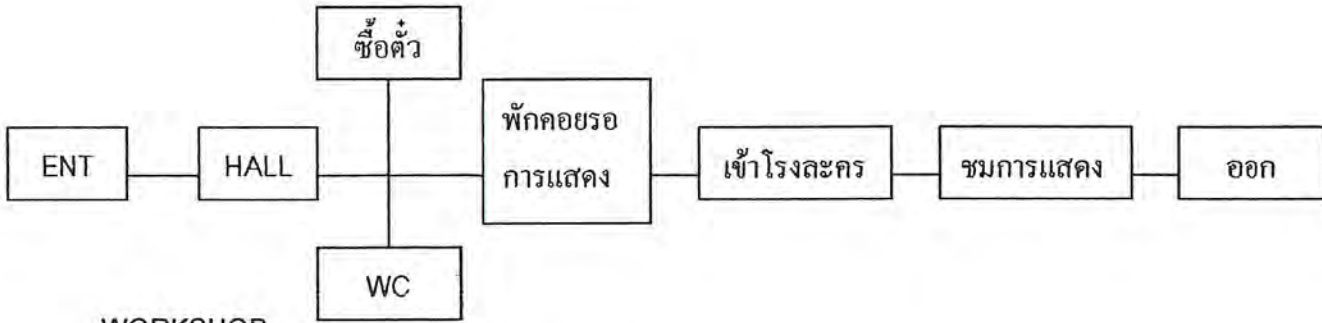 ซื้อตั๋ว
ENT
HALL
พักคอยรอ
การแสดง
เข้าโรงละคร
ชมการแสดง
ออก
WC
WORKSHOP